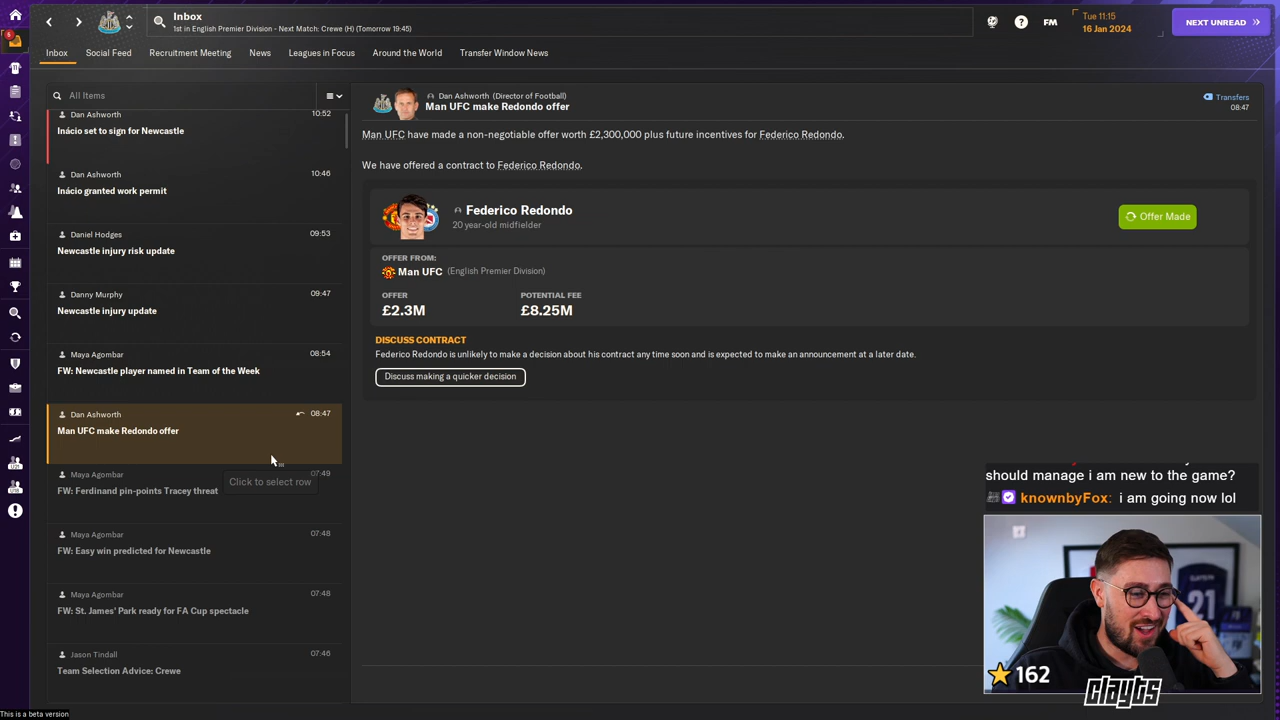 Inbox
1st in English Premier Division - Next Match: Crewe (H) (Tomorrow 19:45)
FM
Tue 11:15
16 Jan 2024
NEXT UNREAD
6
Inbox
Social Feed
Recruitment Meeting
News
Leagues in Focus
Around the World
Transfer Window News
All Items
Dan Ashworth 10:52
Inácio set to sign for Newcastle
Dan Ashworth 10:46
Inácio granted work permit
Daniel Hodges 09:53
Newcastle injury risk update
Danny Murphy 09:47
Newcastle injury update
Maya Agombar 08:54
FW: Newcastle player named in Team of the Week
Dan Ashworth 08:47
Man UFC make Redondo offer
Maya Agombar 07:49
FW: Ferdinand pin-points Tracey threat
Click to select row
Maya Agombar 07:48
FW: Easy win predicted for Newcastle
Maya Agombar 07:48
FW: St. James' Park ready for FA Cup spectacle
Jason Tindall 07:46
Team Selection Advice: Crewe
Dan Ashworth (Director of Football)
Man UFC make Redondo offer
Transfers
08:47
Man UFC have made a non-negotiable offer worth £2,300,000 plus future incentives for Federico Redondo.
We have offered a contract to Federico Redondo.
Federico Redondo
20 year-old midfielder
Offer Made
OFFER FROM:
Man UFC (English Premier Division)
OFFER
£2.3M
POTENTIAL FEE
£8.25M
DISCUSS CONTRACT
Federico Redondo is unlikely to make a decision about his contract any time soon and is expected to make an announcement at a later date.
Discuss making a quicker decision
should manage i am new to the game?
knownbyFox: i am going now lol
21
162
clayts
This is a beta version